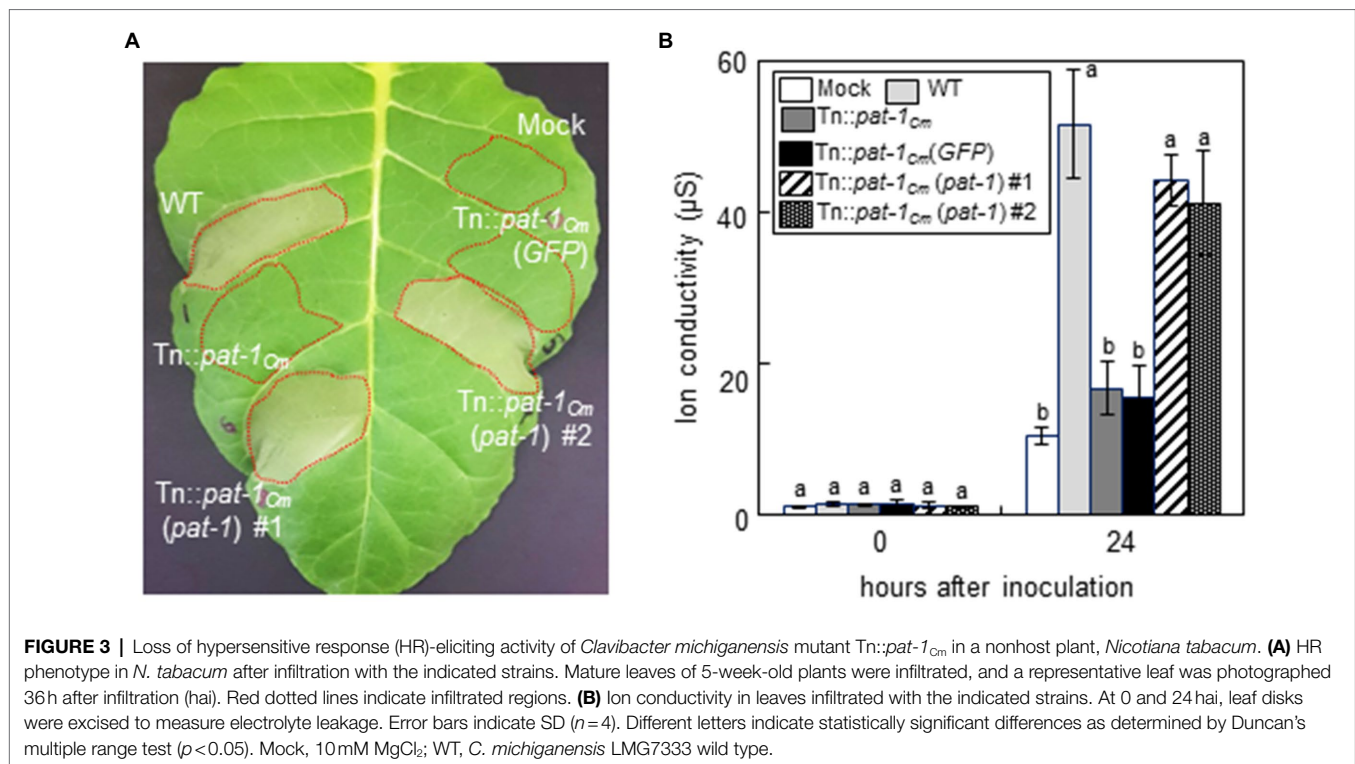 A
Mock
WT
Tn::pat-1Cm
(GFP)
Tn::pat-1Cm
Tn::pat-1Cm
(pat-1) #2
Tn::pat-1Cm
(pat-1) #1
B
60
40
20
0
Ion conductivity (µS)
Mock WT
Tn::pat-1Cm
Tn::pat-1Cm(GFP)
Tn::pat-1Cm (pat-1) #1
Tn::pat-1Cm (pat-1) #2
a a a a a a
b a b b a a
0 24
hours after inoculation
FIGURE 3 | Loss of hypersensitive response (HR)-eliciting activity of Clavibacter michiganensis mutant Tn::pat-1Cm in a nonhost plant, Nicotiana tabacum. (A) HR
phenotype in N. tabacum after infiltration with the indicated strains. Mature leaves of 5-week-old plants were infiltrated, and a representative leaf was photographed
36 h after infiltration (hai). Red dotted lines indicate infiltrated regions. (B) Ion conductivity in leaves infiltrated with the indicated strains. At 0 and 24 hai, leaf disks
were excised to measure electrolyte leakage. Error bars indicate SD (n = 4). Different letters indicate statistically significant differences as determined by Duncan's
multiple range test (p < 0.05). Mock, 10 mM MgCl₂; WT, C. michiganensis LMG7333 wild type.